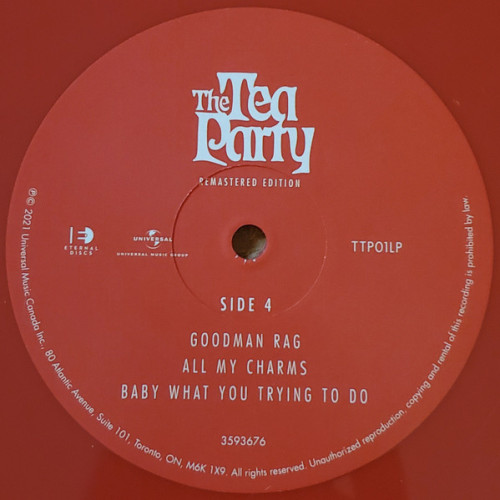 The Tea
Party
REMASTERED EDITION
ETERNAL
DISCS
UNIVERSAL
UNIVERSAL MUSIC GROUP
TTP01LP
SIDE 4
GOODMAN RAG
ALL MY CHARMS
BABY WHAT YOU TRYING TO DO
3593676
℗© 2021 Universal Music Canada Inc., 80 Atlantic Avenue, Suite 101, Toronto, ON, M6K 1X9. All rights reserved. Unauthorized reproduction, copying and rental of this recording is prohibited by law.